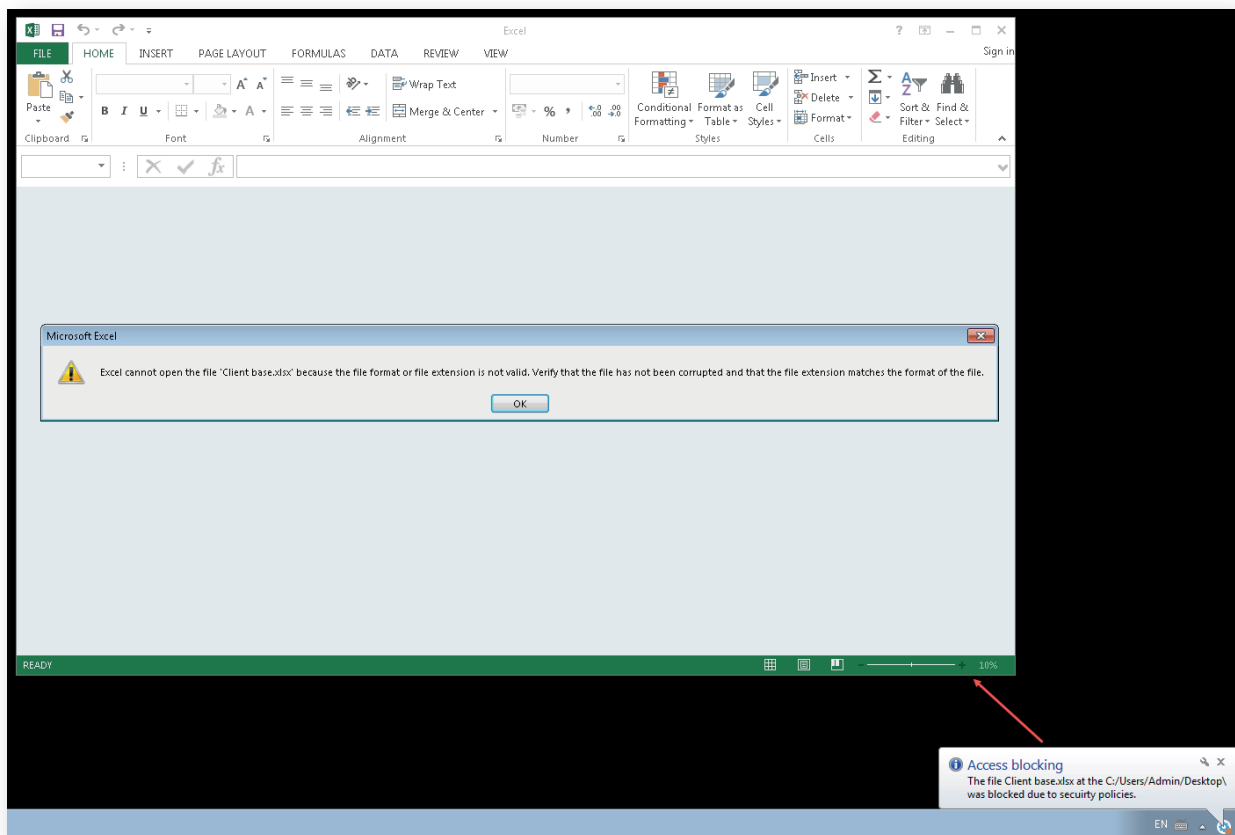 Excel
Sign in
FILE HOME INSERT PAGE LAYOUT FORMULAS DATA REVIEW VIEW
Paste
Clipboard
B I U
A A
A
Font
Wrap Text
Merge & Center
Alignment
%
Number
Conditional Formatting
Format as Table
Cell Styles
Styles
Insert
Delete
Format
Cells
Sort & Filter
Find & Select
Editing
fx
Microsoft Excel
Excel cannot open the file 'Client base.xlsx' because the file format or file extension is not valid. Verify that the file has not been corrupted and that the file extension matches the format of the file.
OK
READY
10%
Access blocking
The file Client base.xlsx at the C:/Users/Admin/Desktop\
was blocked due to secuirty policies.
EN